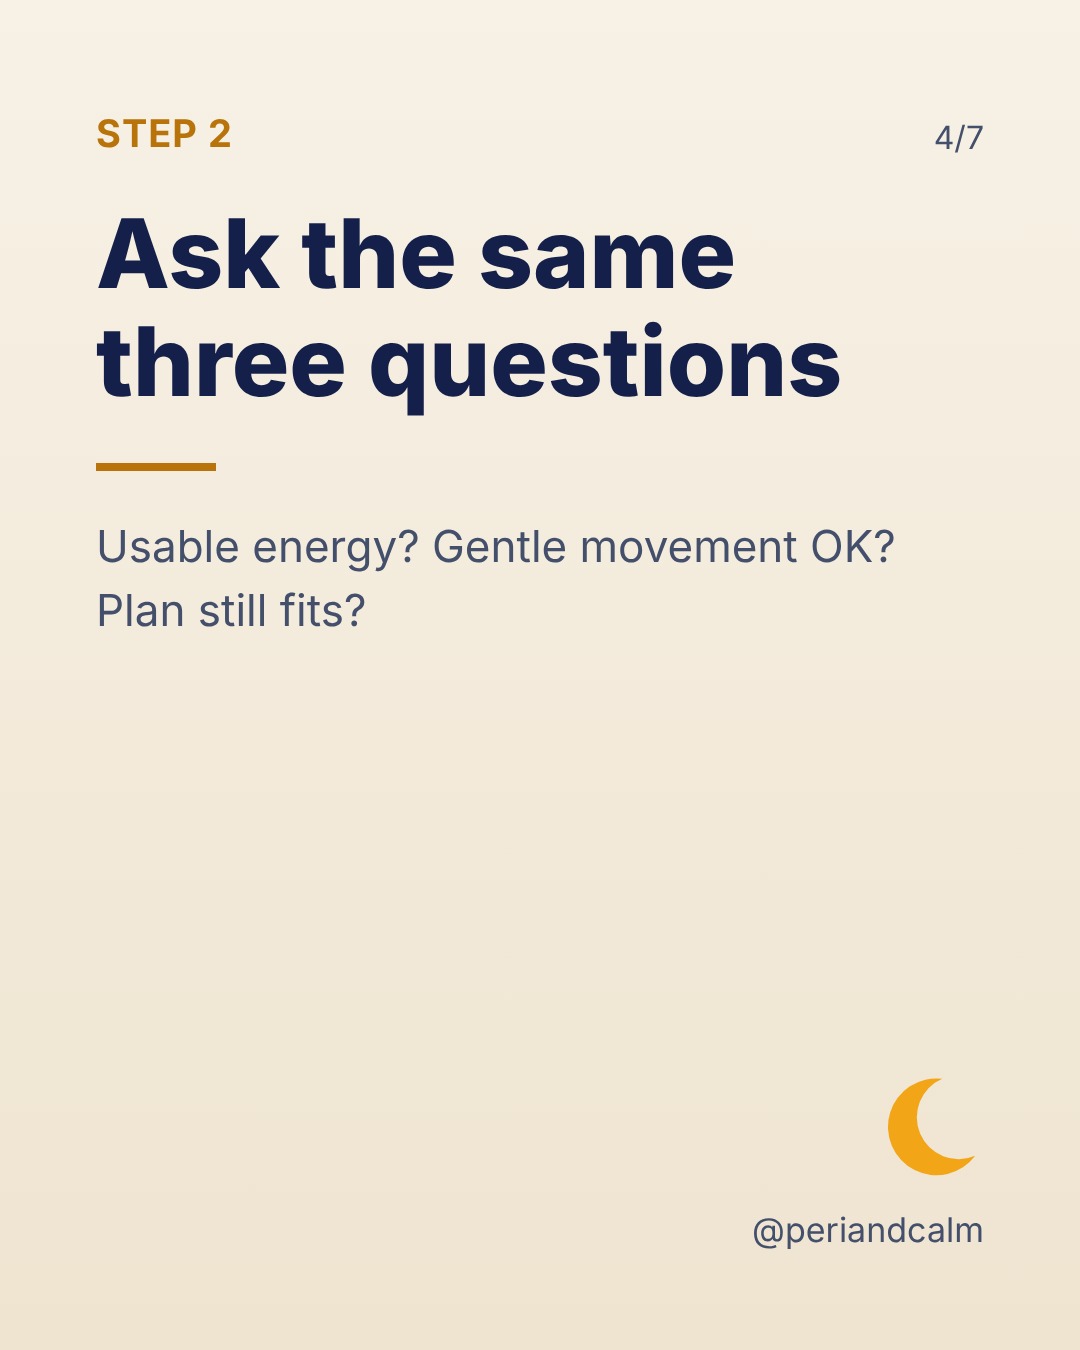 STEP 2
4/7
Ask the same
three questions
Usable energy? Gentle movement OK?
Plan still fits?
@periandcalm